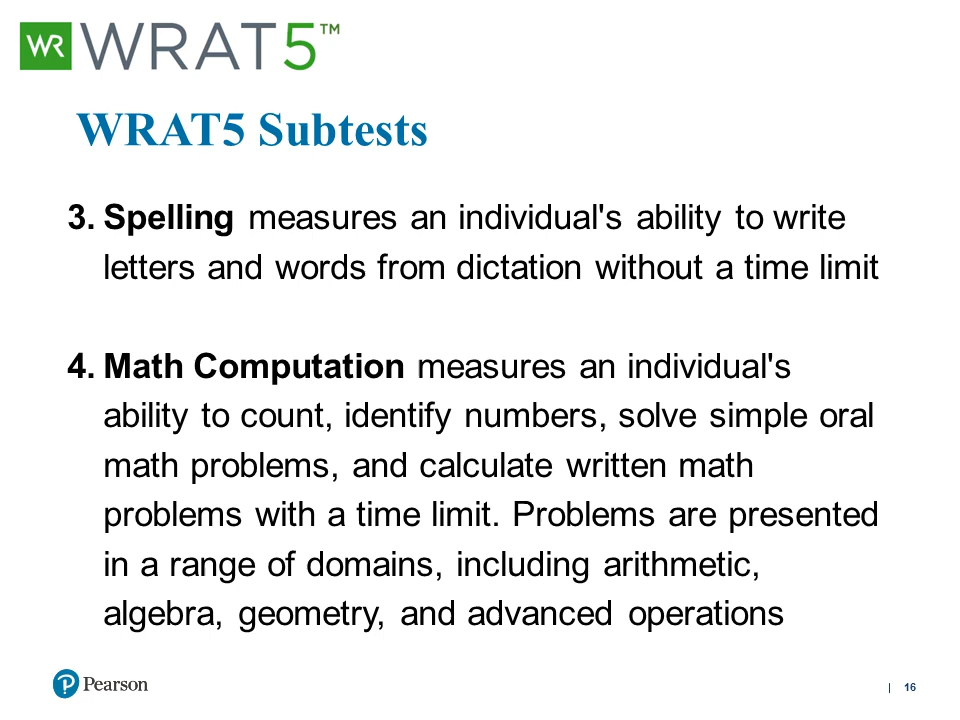 WR WRAT5™
WRAT5 Subtests
3. Spelling measures an individual's ability to write
letters and words from dictation without a time limit
4. Math Computation measures an individual's
ability to count, identify numbers, solve simple oral
math problems, and calculate written math
problems with a time limit. Problems are presented
in a range of domains, including arithmetic,
algebra, geometry, and advanced operations
P Pearson
| 16